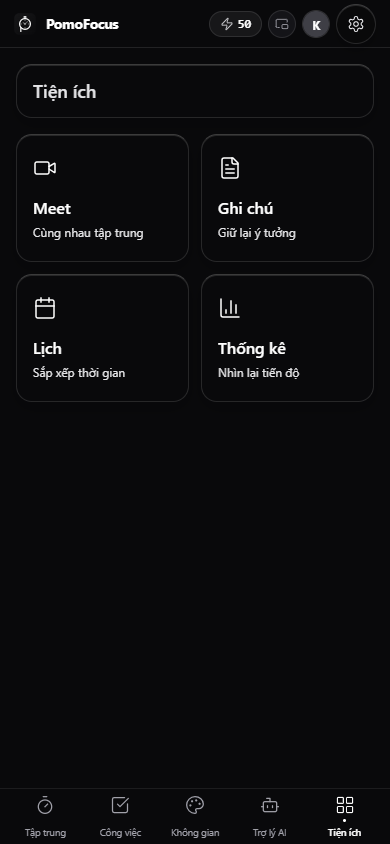 PomoFocus
50
K
Tiện ích
Meet
Cùng nhau tập trung
Ghi chú
Giữ lại ý tưởng
Lịch
Sắp xếp thời gian
Thống kê
Nhìn lại tiến độ
Tập trung
Công việc
Không gian
Trợ lý AI
Tiện ích